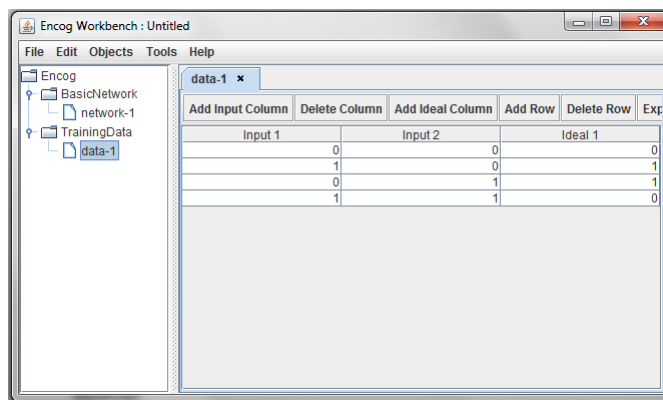 Encog Workbench : Untitled
File Edit Objects Tools Help
Encog
BasicNetwork
network-1
TrainingData
data-1
data-1 ×
Add Input Column Delete Column Add Ideal Column Add Row Delete Row Exp
Input 1 Input 2 Ideal 1
0 0 0
1 0 1
0 1 1
1 1 0